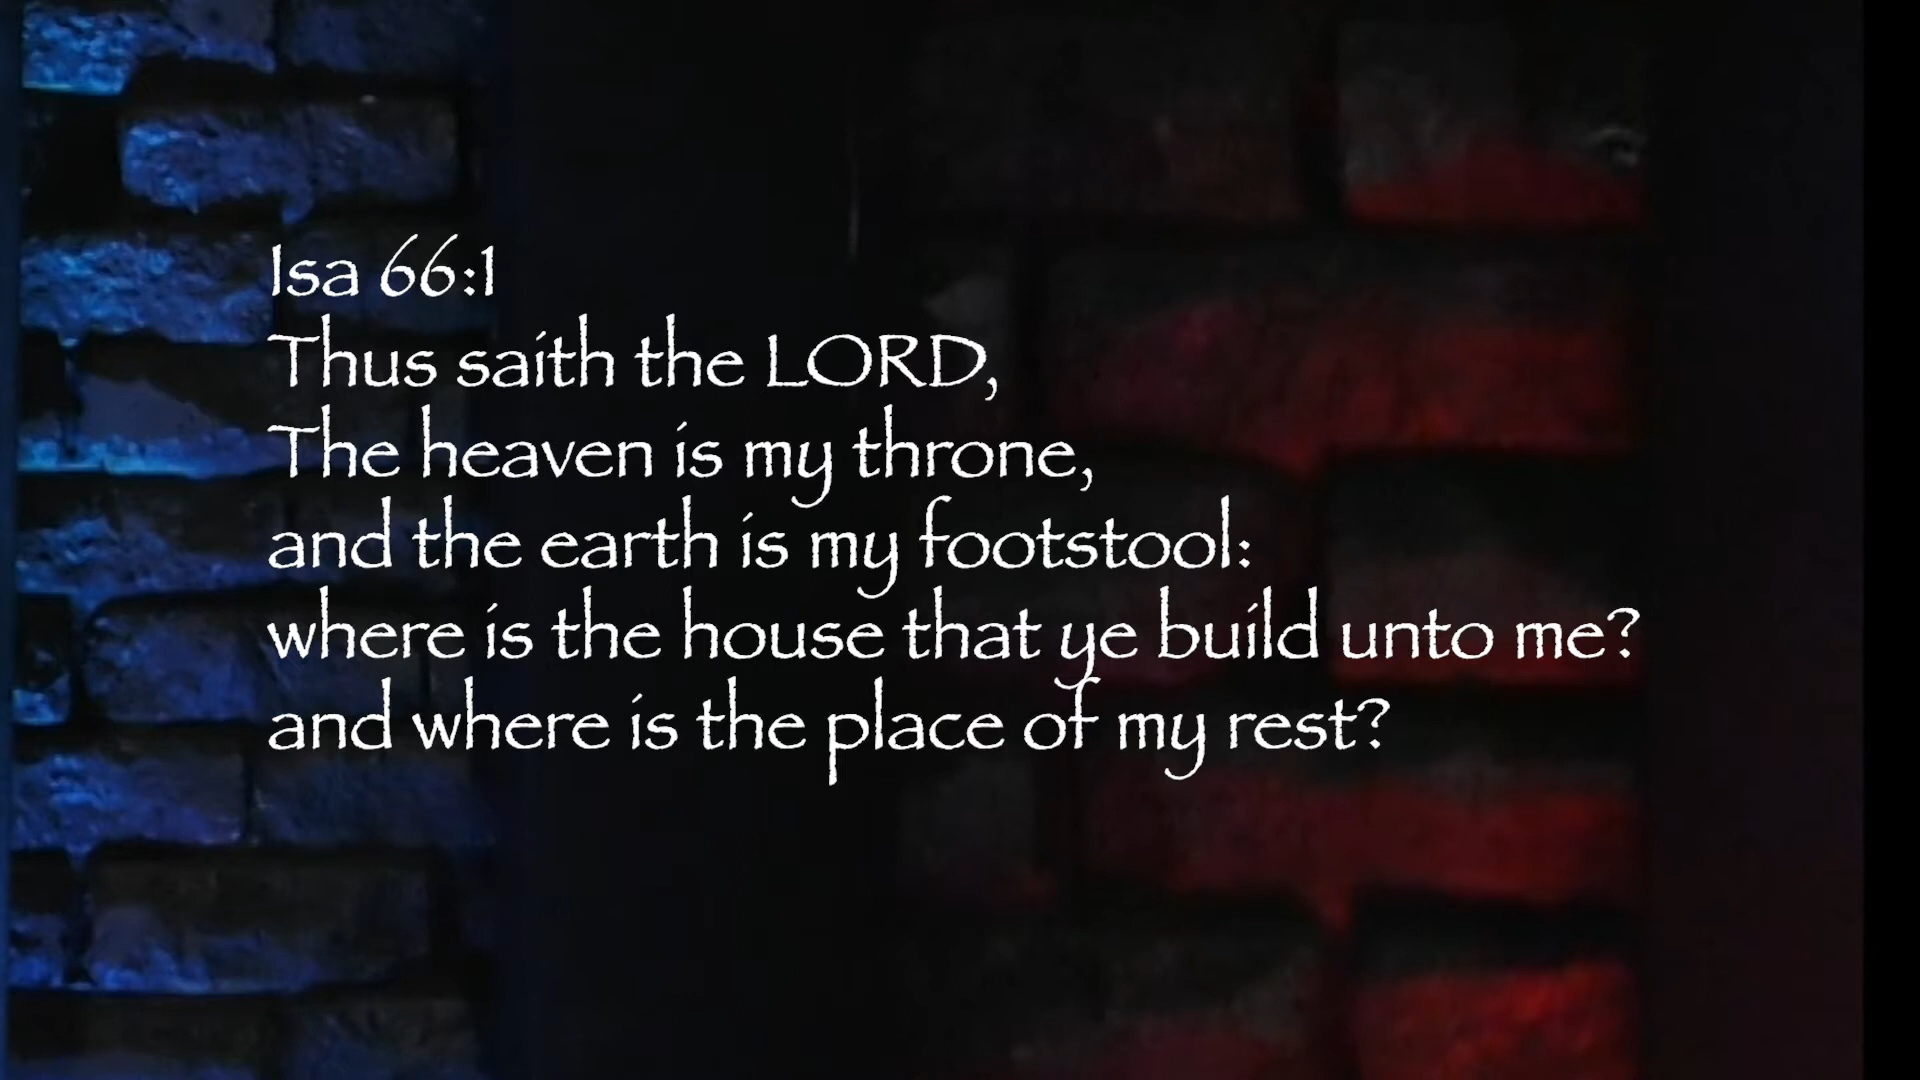 Isa 66:1
Thus saith the LORD,
The heaven is my throne,
and the earth is my footstool:
where is the house that ye build unto me?
and where is the place of my rest?